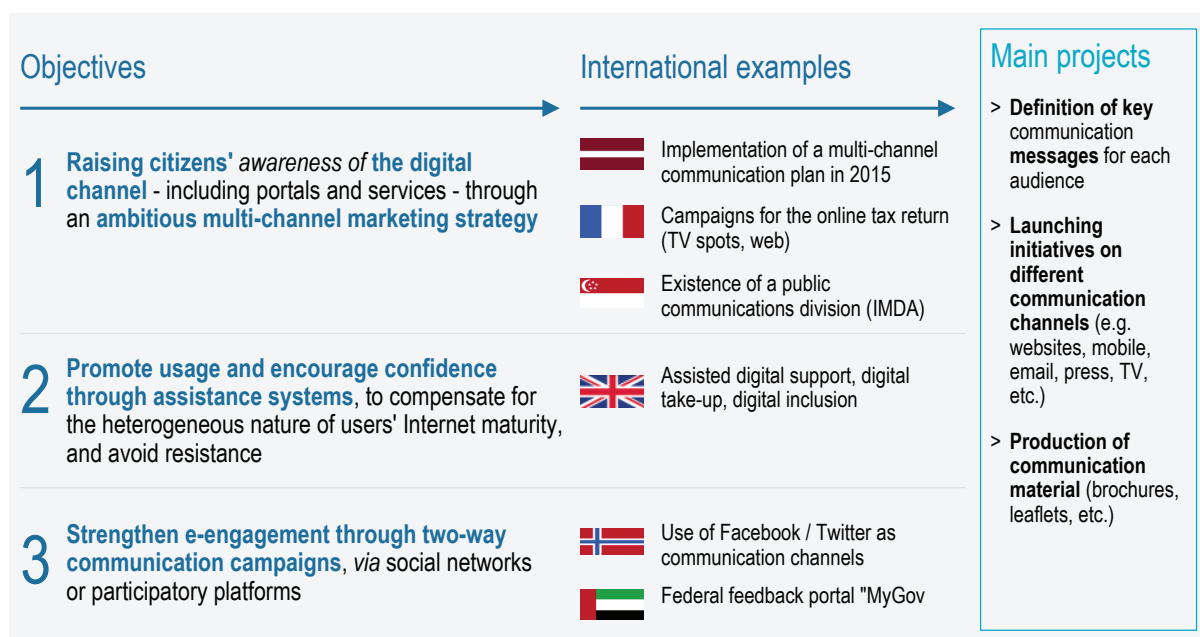 Objectives
1
Raising citizens' awareness of the digital
channel - including portals and services - through
an ambitious multi-channel marketing strategy
2
Promote usage and encourage confidence
through assistance systems, to compensate for
the heterogeneous nature of users' Internet maturity,
and avoid resistance
3
Strengthen e-engagement through two-way
communication campaigns, via social networks
or participatory platforms
International examples
Implementation of a multi-channel
communication plan in 2015
Campaigns for the online tax return
(TV spots, web)
Existence of a public
communications division (IMDA)
Assisted digital support, digital
take-up, digital inclusion
Use of Facebook / Twitter as
communication channels
Federal feedback portal "MyGov
Main projects
> Definition of key
communication
messages for each
audience
> Launching
initiatives on
different
communication
channels (e.g.
websites, mobile,
email, press, TV,
etc.)
> Production of
communication
material (brochures,
leaflets, etc.)